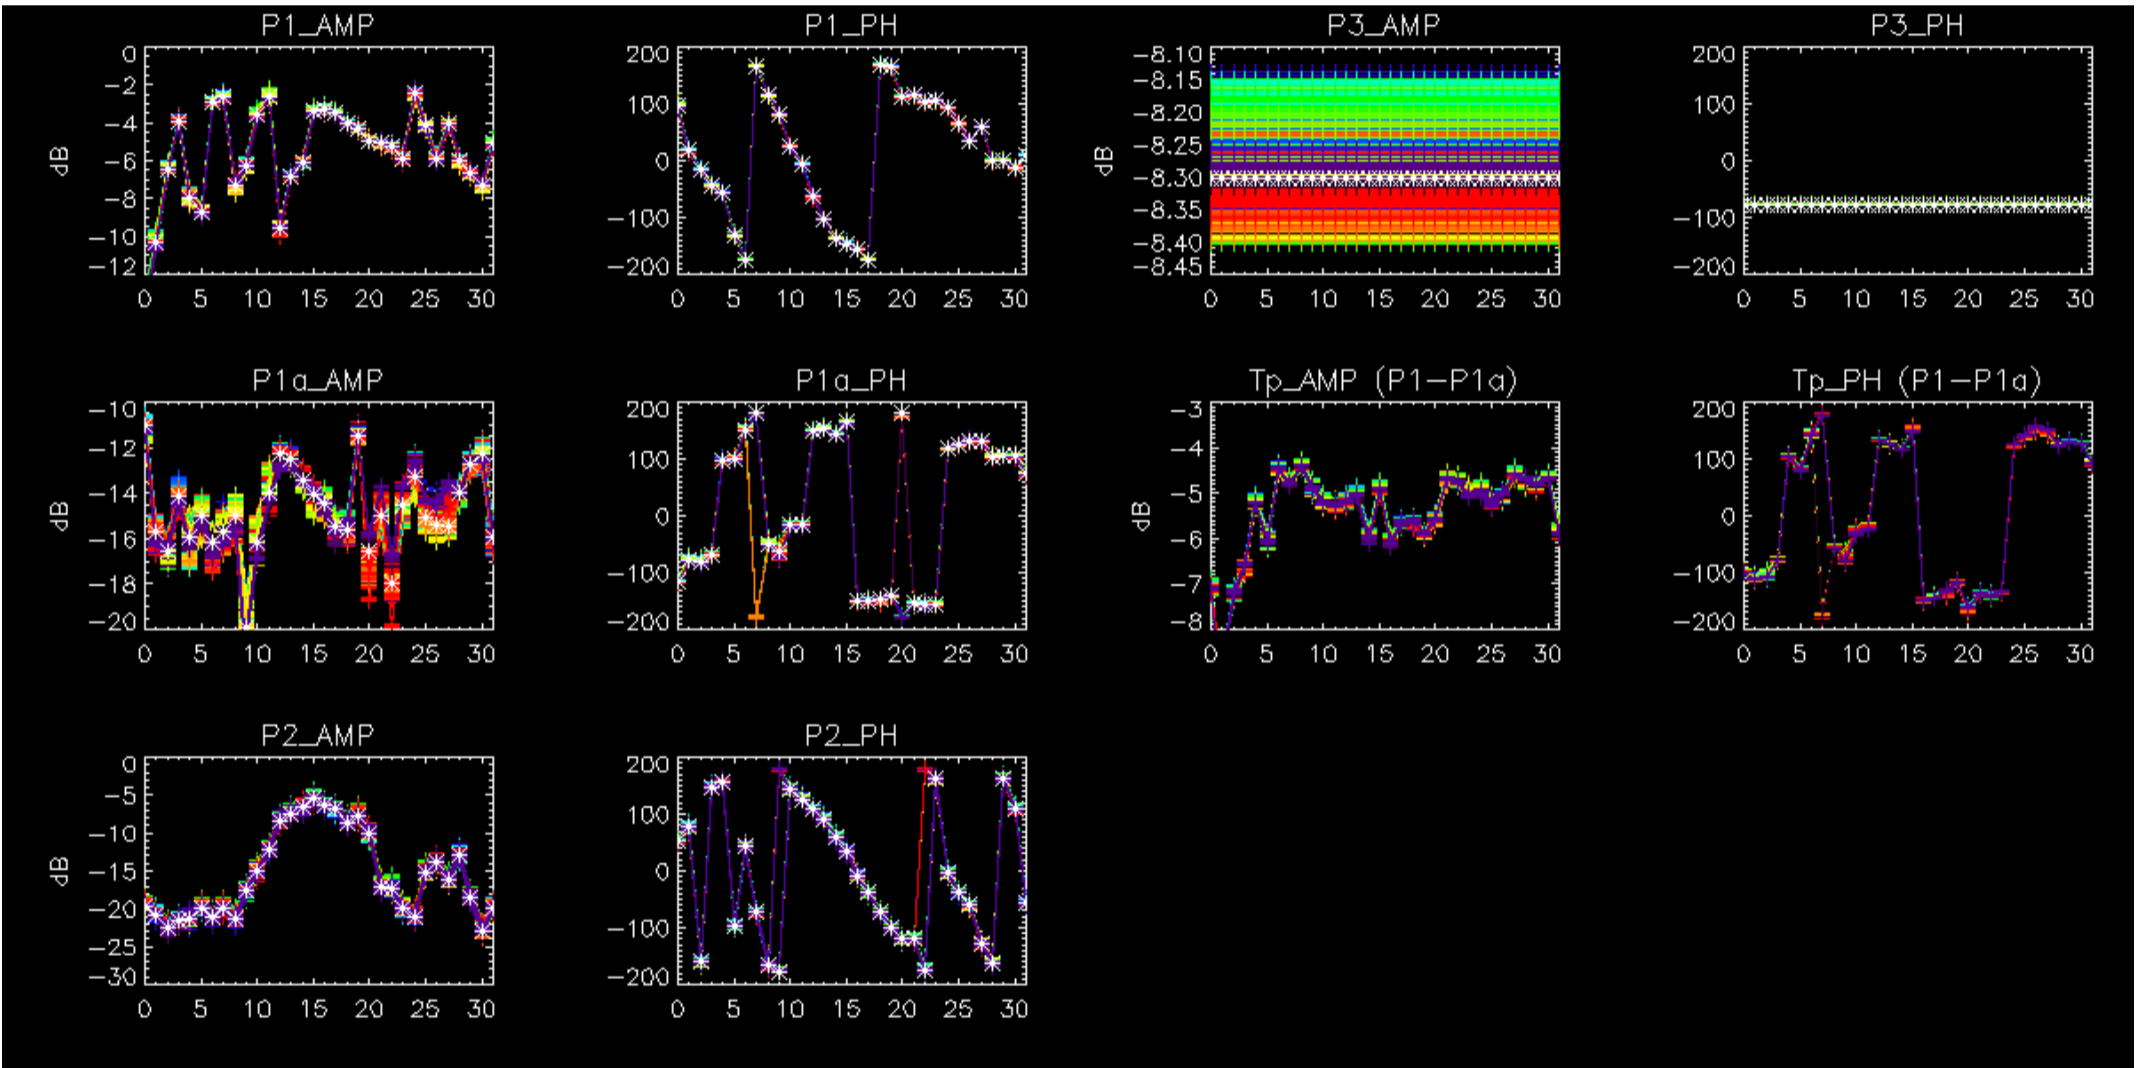 P1_AMP P1_PH P3_AMP P3_PH
0 200 -8.10 200
-2 100 -8.15 100
-4 0 -8.20 0
-6 -100 -8.25 -100
-8 -200 -8.30 -200
-10 -8.35
-12 -8.40
-8.45
dB dB
0 5 10 15 20 25 30 0 5 10 15 20 25 30 0 5 10 15 20 25 30 0 5 10 15 20 25 30
P1a_AMP P1a_PH Tp_AMP (P1-P1a) Tp_PH (P1-P1a)
-10 200 -3 200
-12 100 -4 100
-14 0 -5 0
-16 -100 -6 -100
-18 -200 -7 -200
-20 -8
dB dB
0 5 10 15 20 25 30 0 5 10 15 20 25 30 0 5 10 15 20 25 30 0 5 10 15 20 25 30
P2_AMP P2_PH
0 200
-5 100
-10 0
-15 -100
-20 -200
-25
-30
dB
0 5 10 15 20 25 30 0 5 10 15 20 25 30